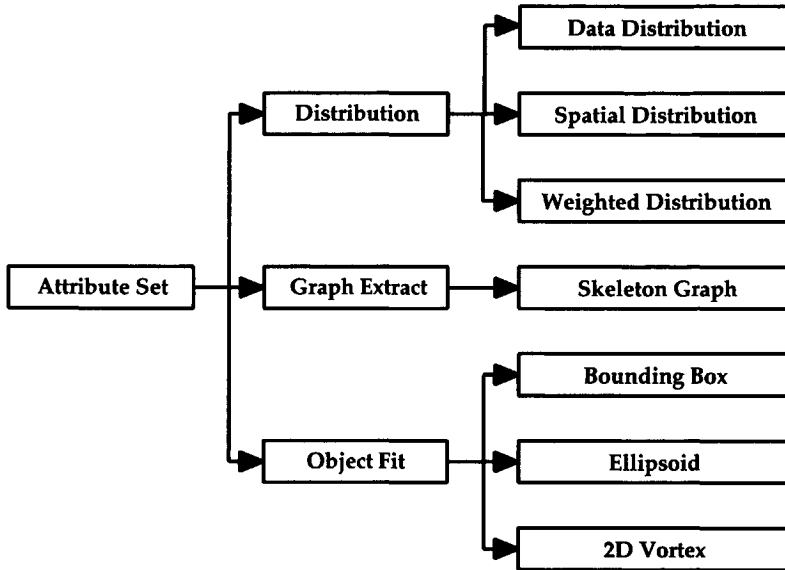 Data Distribution
Distribution
Spatial Distribution
Weighted Distribution
Attribute Set
Graph Extract
Skeleton Graph
Bounding Box
Object Fit
Ellipsoid
2D Vortex